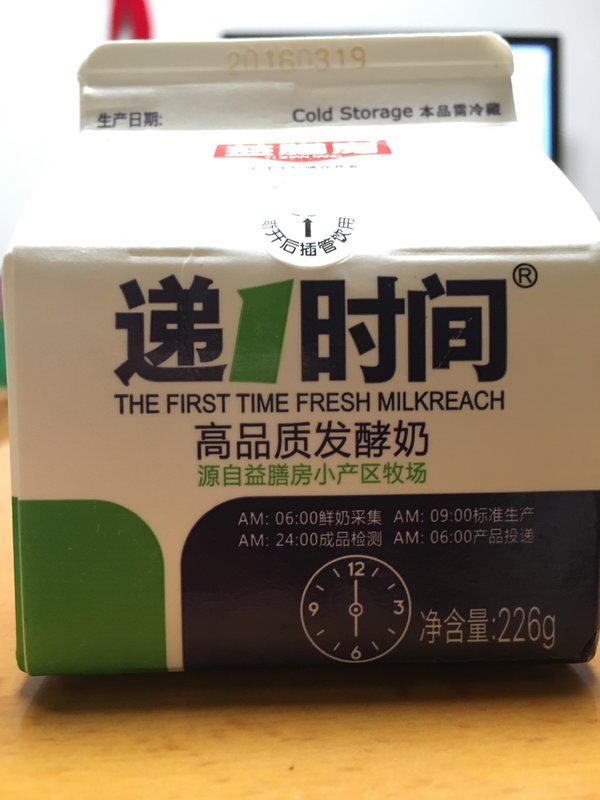 20160319
生产日期: Cold Storage 本品需冷藏
益膳房
开后插管饮用
递1时间®
THE FIRST TIME FRESH MILKREACH
高品质发酵奶
源自益膳房小产区牧场
AM: 06:00鲜奶采集 AM: 09:00标准生产
AM: 24:00成品检测 AM: 06:00产品投递
12
9 3
6
净含量:226g